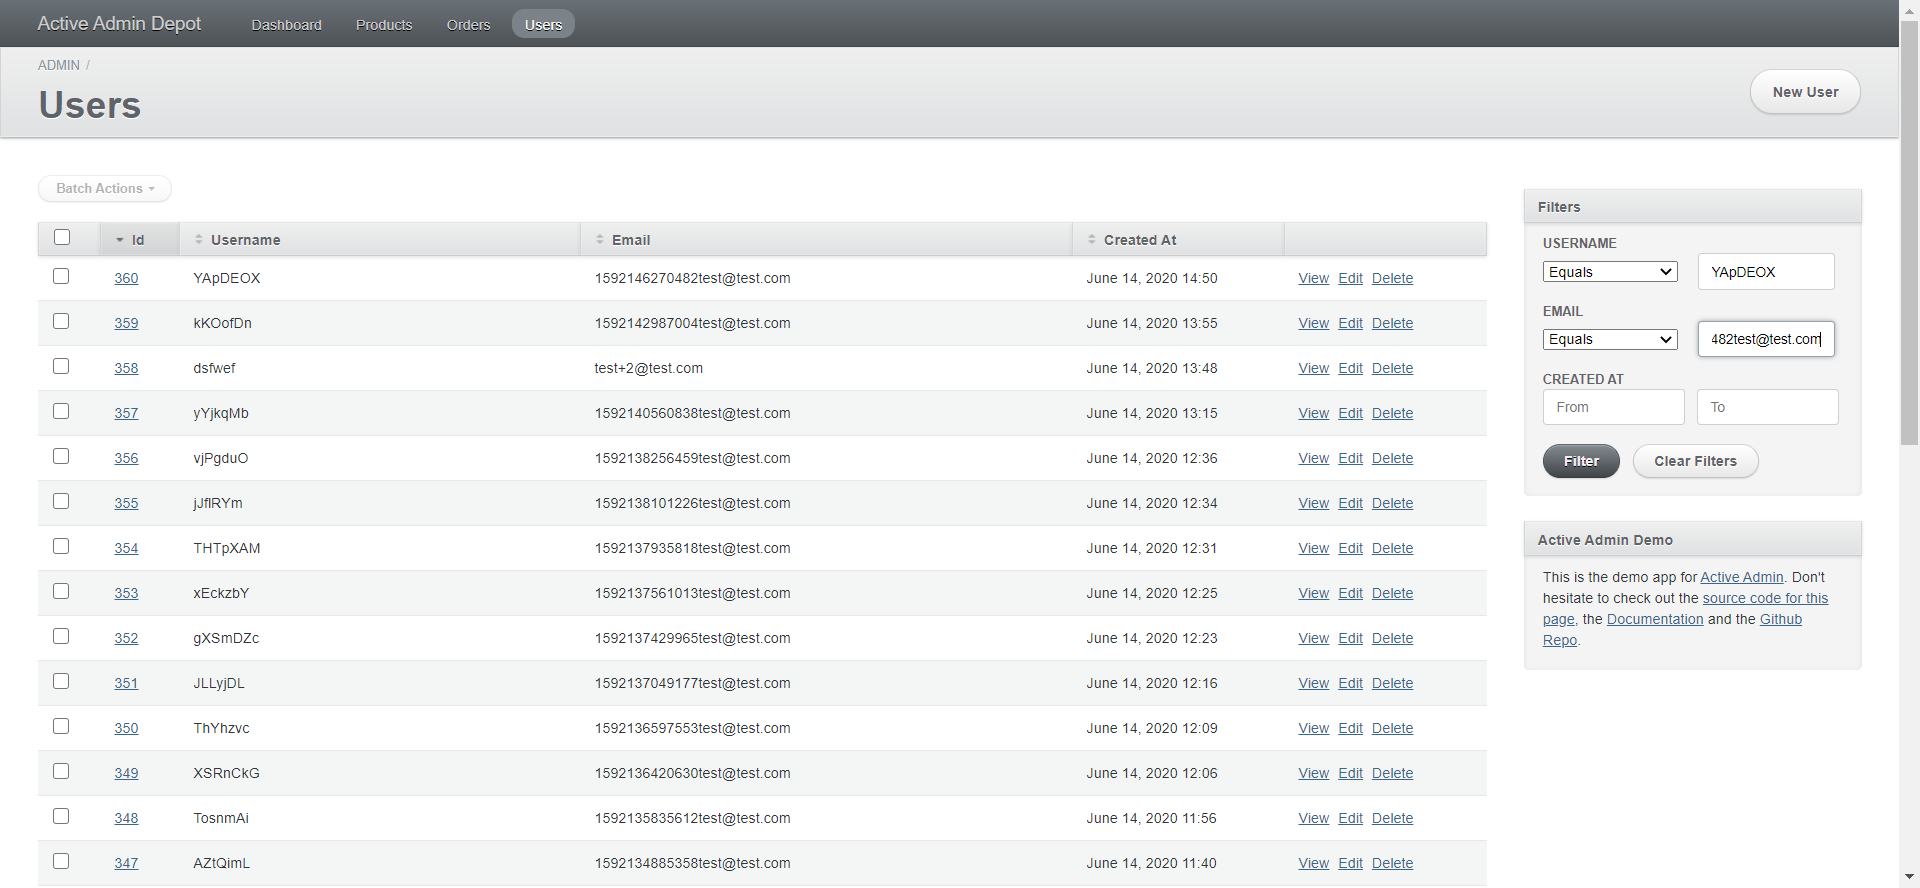 Active Admin Depot Dashboard Products Orders Users
ADMIN /
Users
New User
Batch Actions
Id Username Email Created At
360 YApDEOX 1592146270482test@test.com June 14, 2020 14:50 View Edit Delete
359 kKOofDn 1592142987004test@test.com June 14, 2020 13:55 View Edit Delete
358 dsfwef test+2@test.com June 14, 2020 13:48 View Edit Delete
357 yYjkqMb 1592140560838test@test.com June 14, 2020 13:15 View Edit Delete
356 vjPgduO 1592138256459test@test.com June 14, 2020 12:36 View Edit Delete
355 jJflRYm 1592138101226test@test.com June 14, 2020 12:34 View Edit Delete
354 THTpXAM 1592137935818test@test.com June 14, 2020 12:31 View Edit Delete
353 xEckzbY 1592137561013test@test.com June 14, 2020 12:25 View Edit Delete
352 gXSmDZc 1592137429965test@test.com June 14, 2020 12:23 View Edit Delete
351 JLLyjDL 1592137049177test@test.com June 14, 2020 12:16 View Edit Delete
350 ThYhzvc 1592136597553test@test.com June 14, 2020 12:09 View Edit Delete
349 XSRnCkG 1592136420630test@test.com June 14, 2020 12:06 View Edit Delete
348 TosnmAi 1592135835612test@test.com June 14, 2020 11:56 View Edit Delete
347 AZtQimL 1592134885358test@test.com June 14, 2020 11:40 View Edit Delete
Filters
USERNAME
Equals YApDEOX
EMAIL
Equals 482test@test.com
CREATED AT
From To
Filter Clear Filters
Active Admin Demo
This is the demo app for Active Admin. Don't
hesitate to check out the source code for this
page, the Documentation and the Github
Repo.